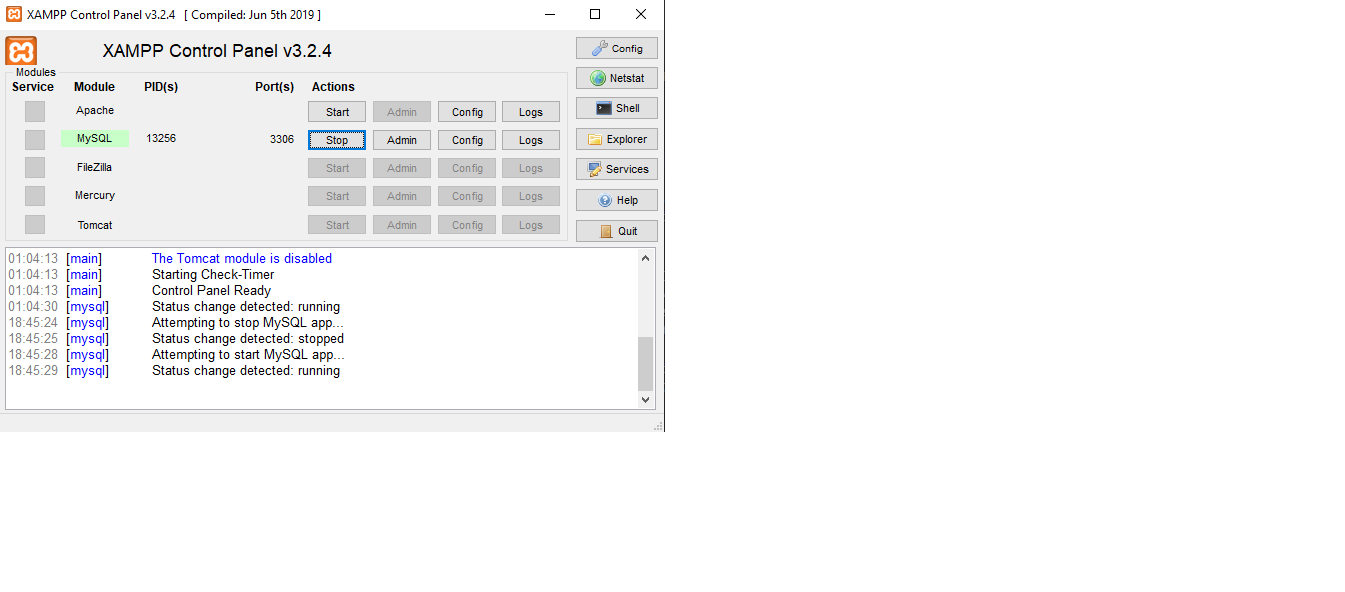 XAMPP Control Panel v3.2.4 [ Compiled: Jun 5th 2019 ]
XAMPP Control Panel v3.2.4
Config
Modules
Service Module PID(s) Port(s) Actions
Netstat
Apache Start Admin Config Logs
Shell
MySQL 13256 3306 Stop Admin Config Logs
Explorer
FileZilla Start Admin Config Logs
Services
Mercury Start Admin Config Logs
Help
Tomcat Start Admin Config Logs
Quit
01:04:13 [main] The Tomcat module is disabled
01:04:13 [main] Starting Check-Timer
01:04:13 [main] Control Panel Ready
01:04:30 [mysql] Status change detected: running
18:45:24 [mysql] Attempting to stop MySQL app...
18:45:25 [mysql] Status change detected: stopped
18:45:28 [mysql] Attempting to start MySQL app...
18:45:29 [mysql] Status change detected: running